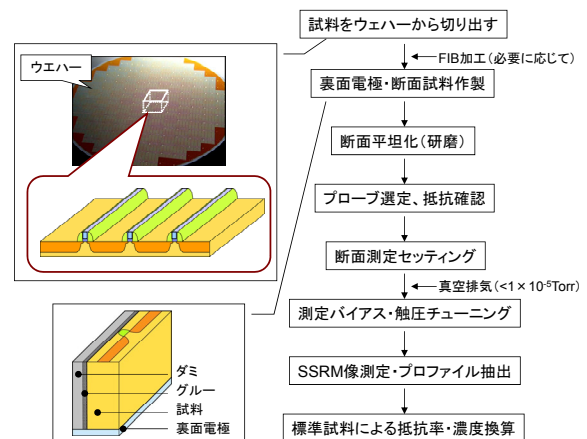 試料をウェハーから切り出す
ウエハー
FIB加工(必要に応じて)
裏面電極・断面試料作製
断面平坦化(研磨)
プローブ選定、抵抗確認
断面測定セッティング
真空排気(<1×10⁻⁵Torr)
測定バイアス・触圧チューニング
SSRM像測定・プロファイル抽出
標準試料による抵抗率・濃度換算
ダミ
グルー
試料
裏面電極